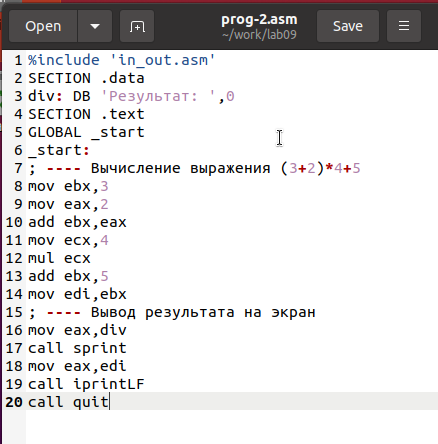 Open
prog-2.asm
~/work/lab09
Save
1 %include 'in_out.asm'
2 SECTION .data
3 div: DB 'Результат: ',0
4 SECTION .text
5 GLOBAL _start
6 _start:
7 ; ---- Вычисление выражения (3+2)*4+5
8 mov ebx,3
9 mov eax,2
10 add ebx,eax
11 mov ecx,4
12 mul ecx
13 add ebx,5
14 mov edi,ebx
15 ; ---- Вывод результата на экран
16 mov eax,div
17 call sprint
18 mov eax,edi
19 call iprintLF
20 call quit